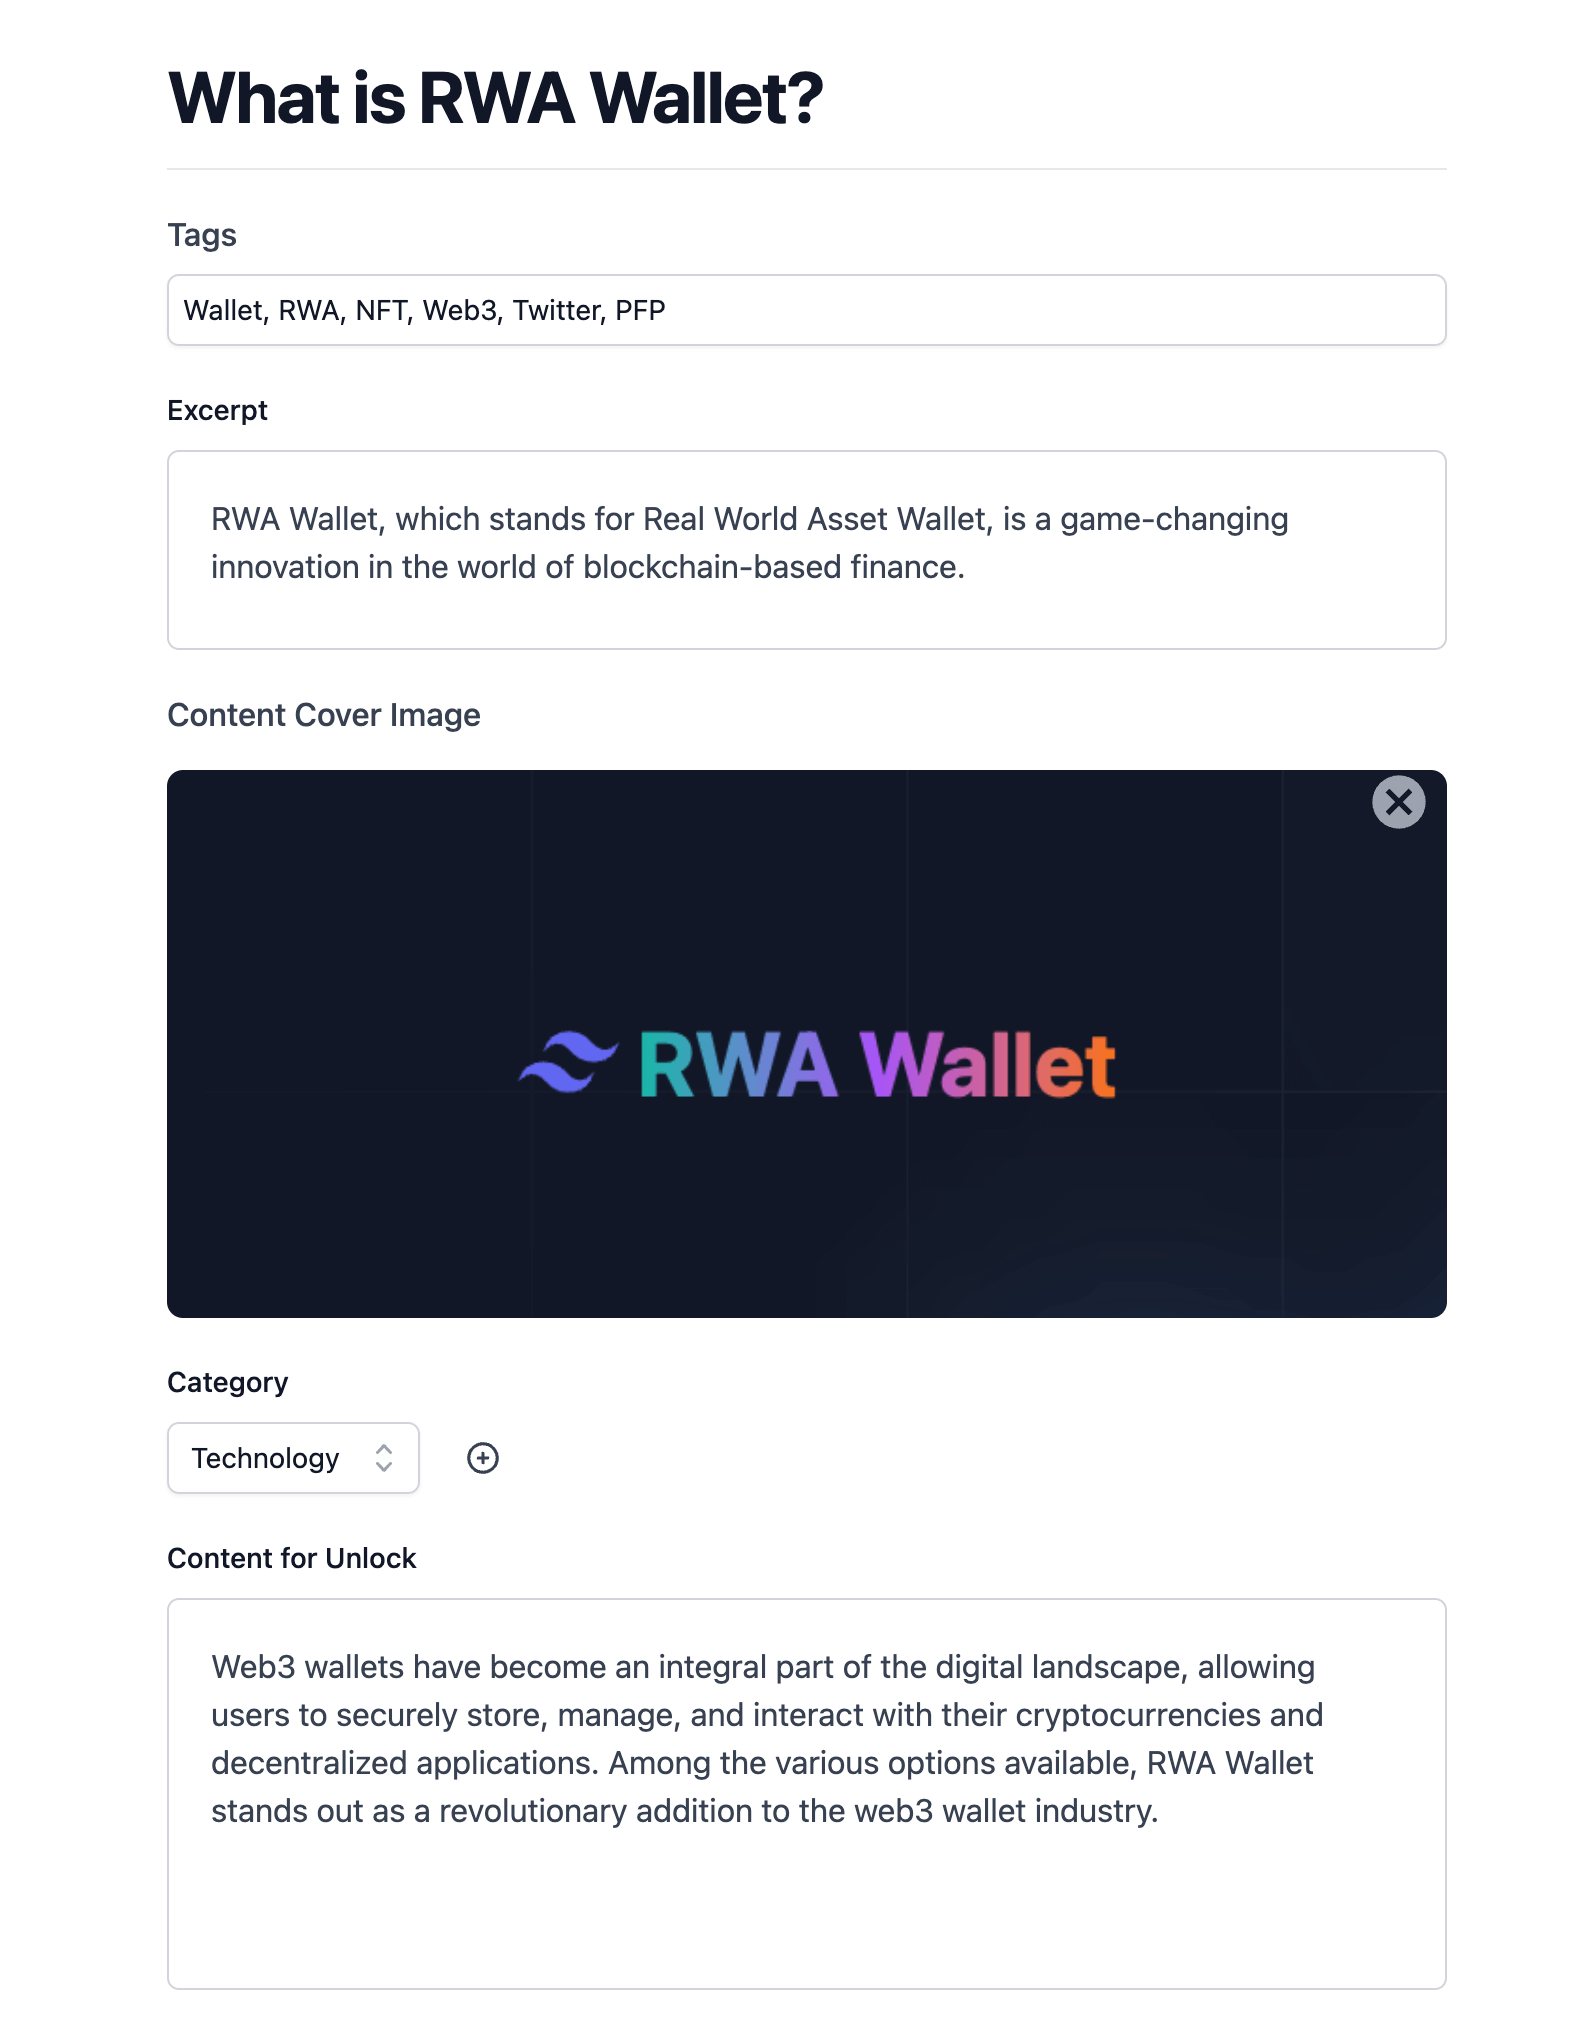 What is RWA Wallet?
Tags
Wallet, RWA, NFT, Web3, Twitter, PFP
Excerpt
RWA Wallet, which stands for Real World Asset Wallet, is a game-changing
innovation in the world of blockchain-based finance.
Content Cover Image
RWA Wallet
Category
Technology
Content for Unlock
Web3 wallets have become an integral part of the digital landscape, allowing
users to securely store, manage, and interact with their cryptocurrencies and
decentralized applications. Among the various options available, RWA Wallet
stands out as a revolutionary addition to the web3 wallet industry.